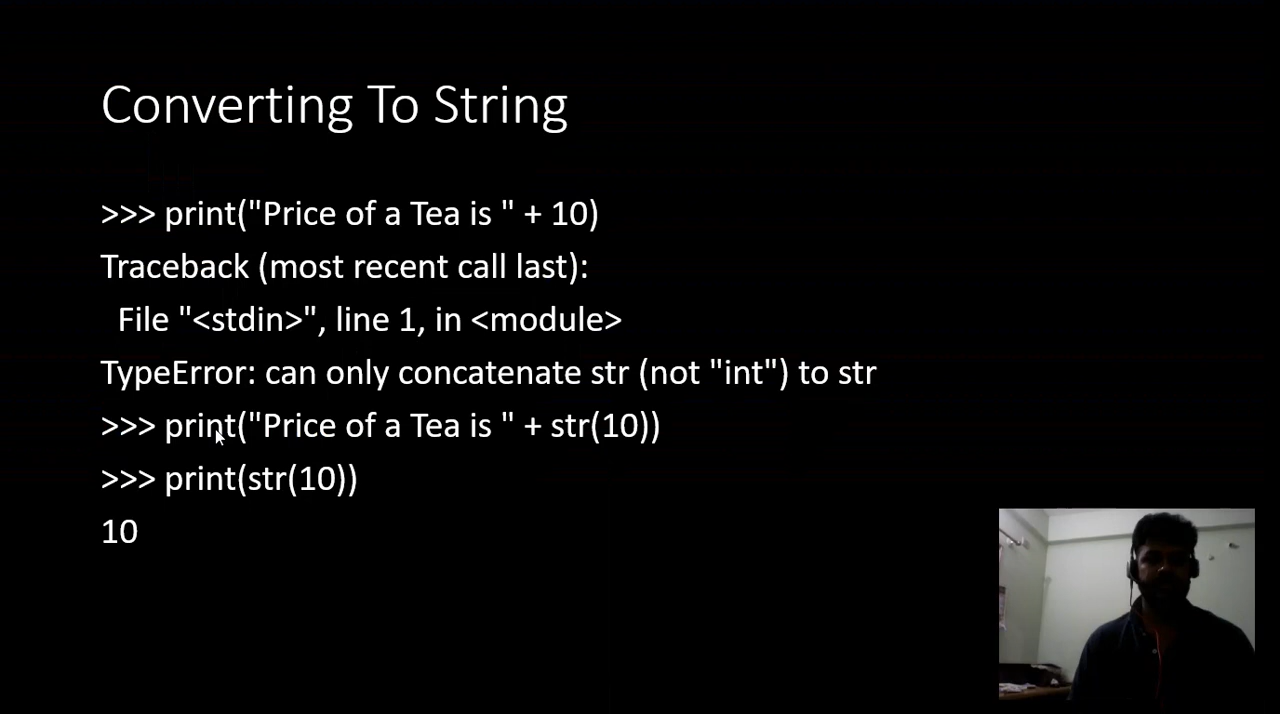 Converting To String
>>> print("Price of a Tea is " + 10)
Traceback (most recent call last):
  File "<stdin>", line 1, in <module>
TypeError: can only concatenate str (not "int") to str
>>> print("Price of a Tea is " + str(10))
>>> print(str(10))
10